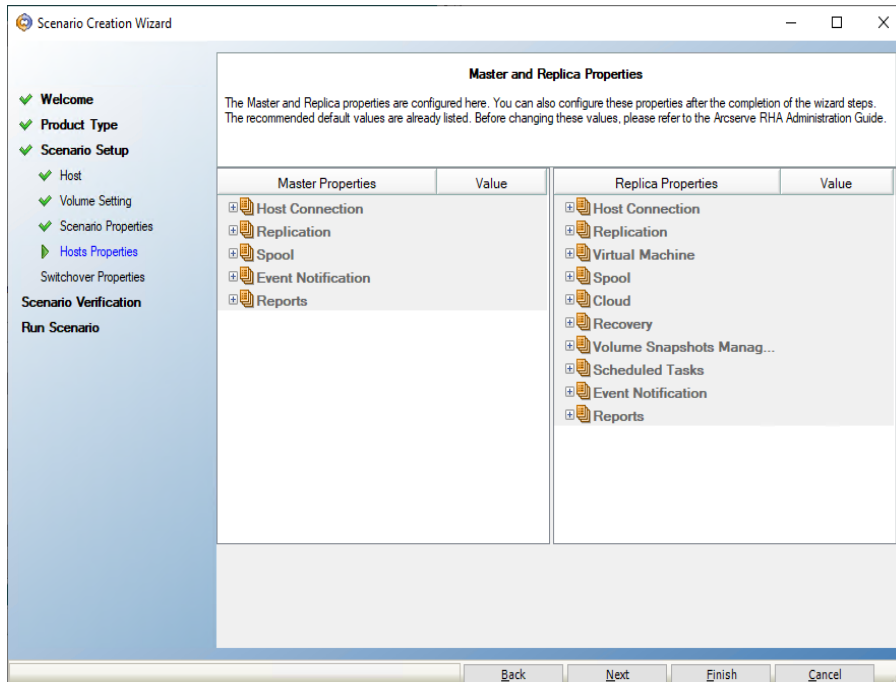 Scenario Creation Wizard
Welcome
Product Type
Scenario Setup
Host
Volume Setting
Scenario Properties
Hosts Properties
Switchover Properties
Scenario Verification
Run Scenario
Master and Replica Properties
The Master and Replica properties are configured here. You can also configure these properties after the completion of the wizard steps.
The recommended default values are already listed. Before changing these values, please refer to the Arcserve RHA Administration Guide.
Master Properties Value
Host Connection
Replication
Spool
Event Notification
Reports
Replica Properties Value
Host Connection
Replication
Virtual Machine
Spool
Cloud
Recovery
Volume Snapshots Manag...
Scheduled Tasks
Event Notification
Reports
Back Next Finish Cancel